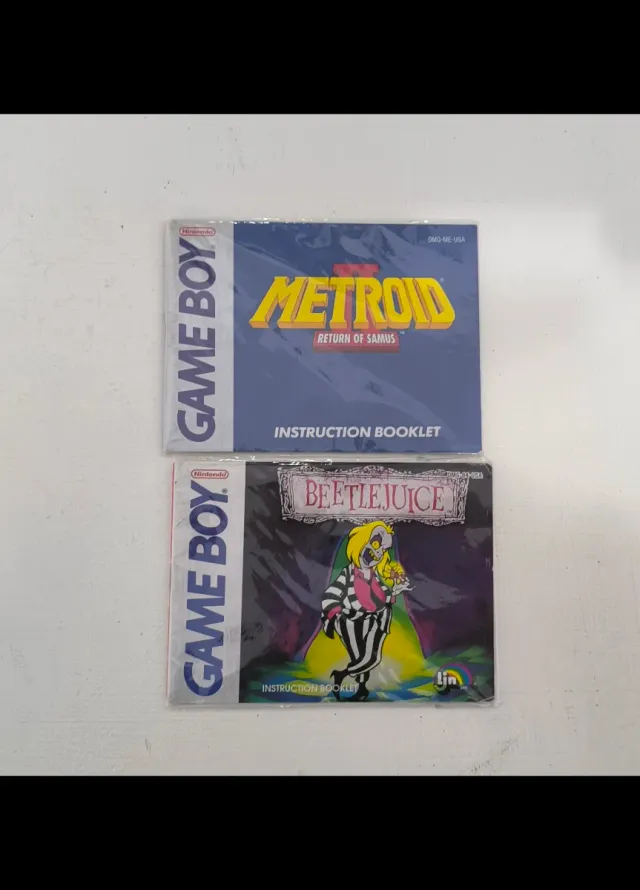 Nintendo
GAME BOY
DMG-ME-USA
METROID II
RETURN OF SAMUS™
INSTRUCTION BOOKLET
Nintendo
GAME BOY
BEETLEJUICE
INSTRUCTION BOOKLET
Ljn